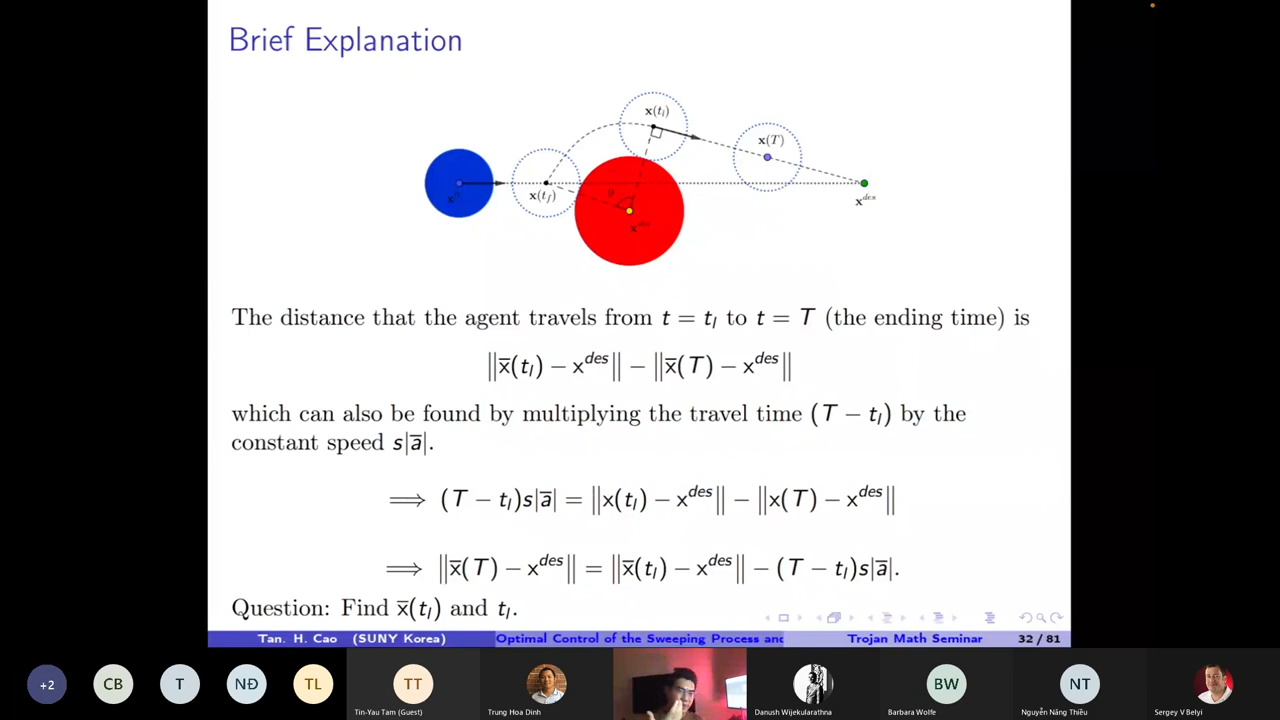 Brief Explanation
x(t_l)
x(T)
x(t_f)
θ
x^{des}
The distance that the agent travels from t = t_l to t = T (the ending time) is
‖x̅(t_l) − x^{des}‖ − ‖x̅(T) − x^{des}‖
which can also be found by multiplying the travel time (T − t_l) by the
constant speed s|a̅|.
⟹ (T − t_l)s|a̅| = ‖x(t_l) − x^{des}‖ − ‖x(T) − x^{des}‖
⟹ ‖x̅(T) − x^{des}‖ = ‖x̅(t_l) − x^{des}‖ − (T − t_l)s|a̅|.
Question: Find x̅(t_l) and t_l.
Tan. H. Cao (SUNY Korea) Optimal Control of the Sweeping Process and Trojan Math Seminar 32 / 81
+2 CB T NĐ TL TT BW NT
Tin-Yau Tam (Guest) Trung Hoa Dinh Danush Wijekularathna Barbara Wolfe Nguyễn Năng Thiều Sergey V Belyi